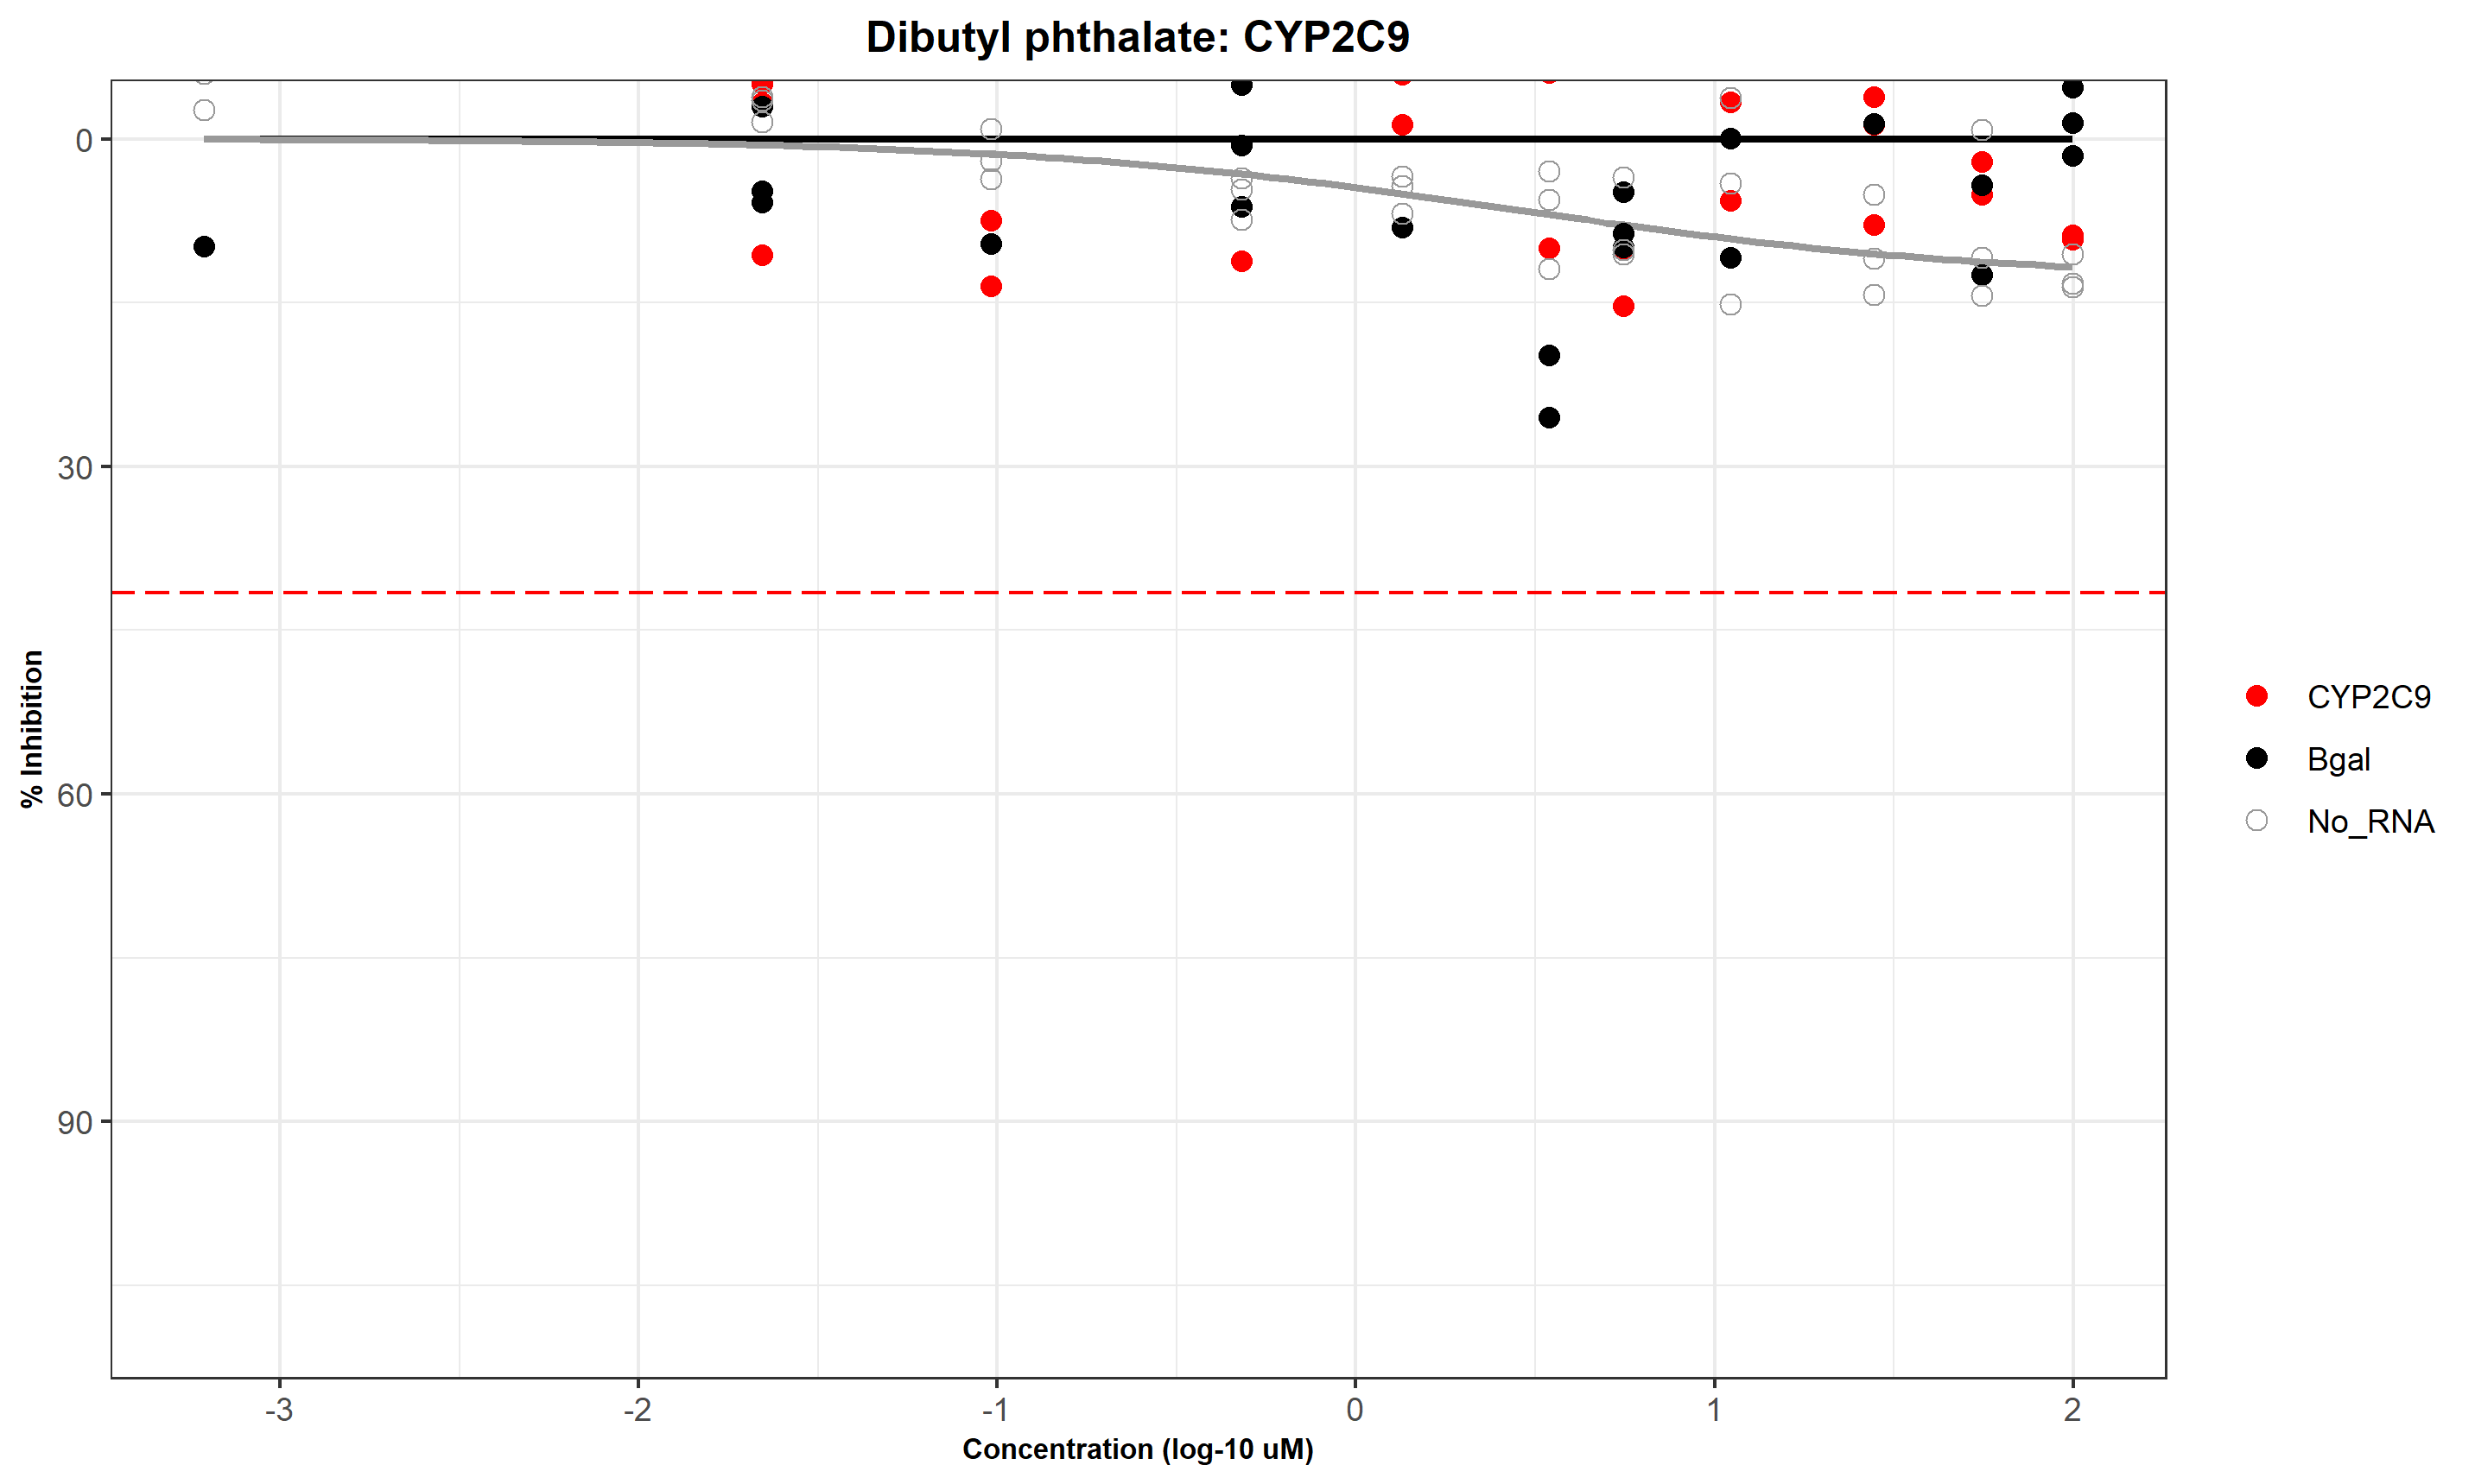 Dibutyl phthalate: CYP2C9
% Inhibition
0
30
60
90
-3
-2
-1
0
1
2
Concentration (log-10 uM)
CYP2C9
Bgal
No_RNA